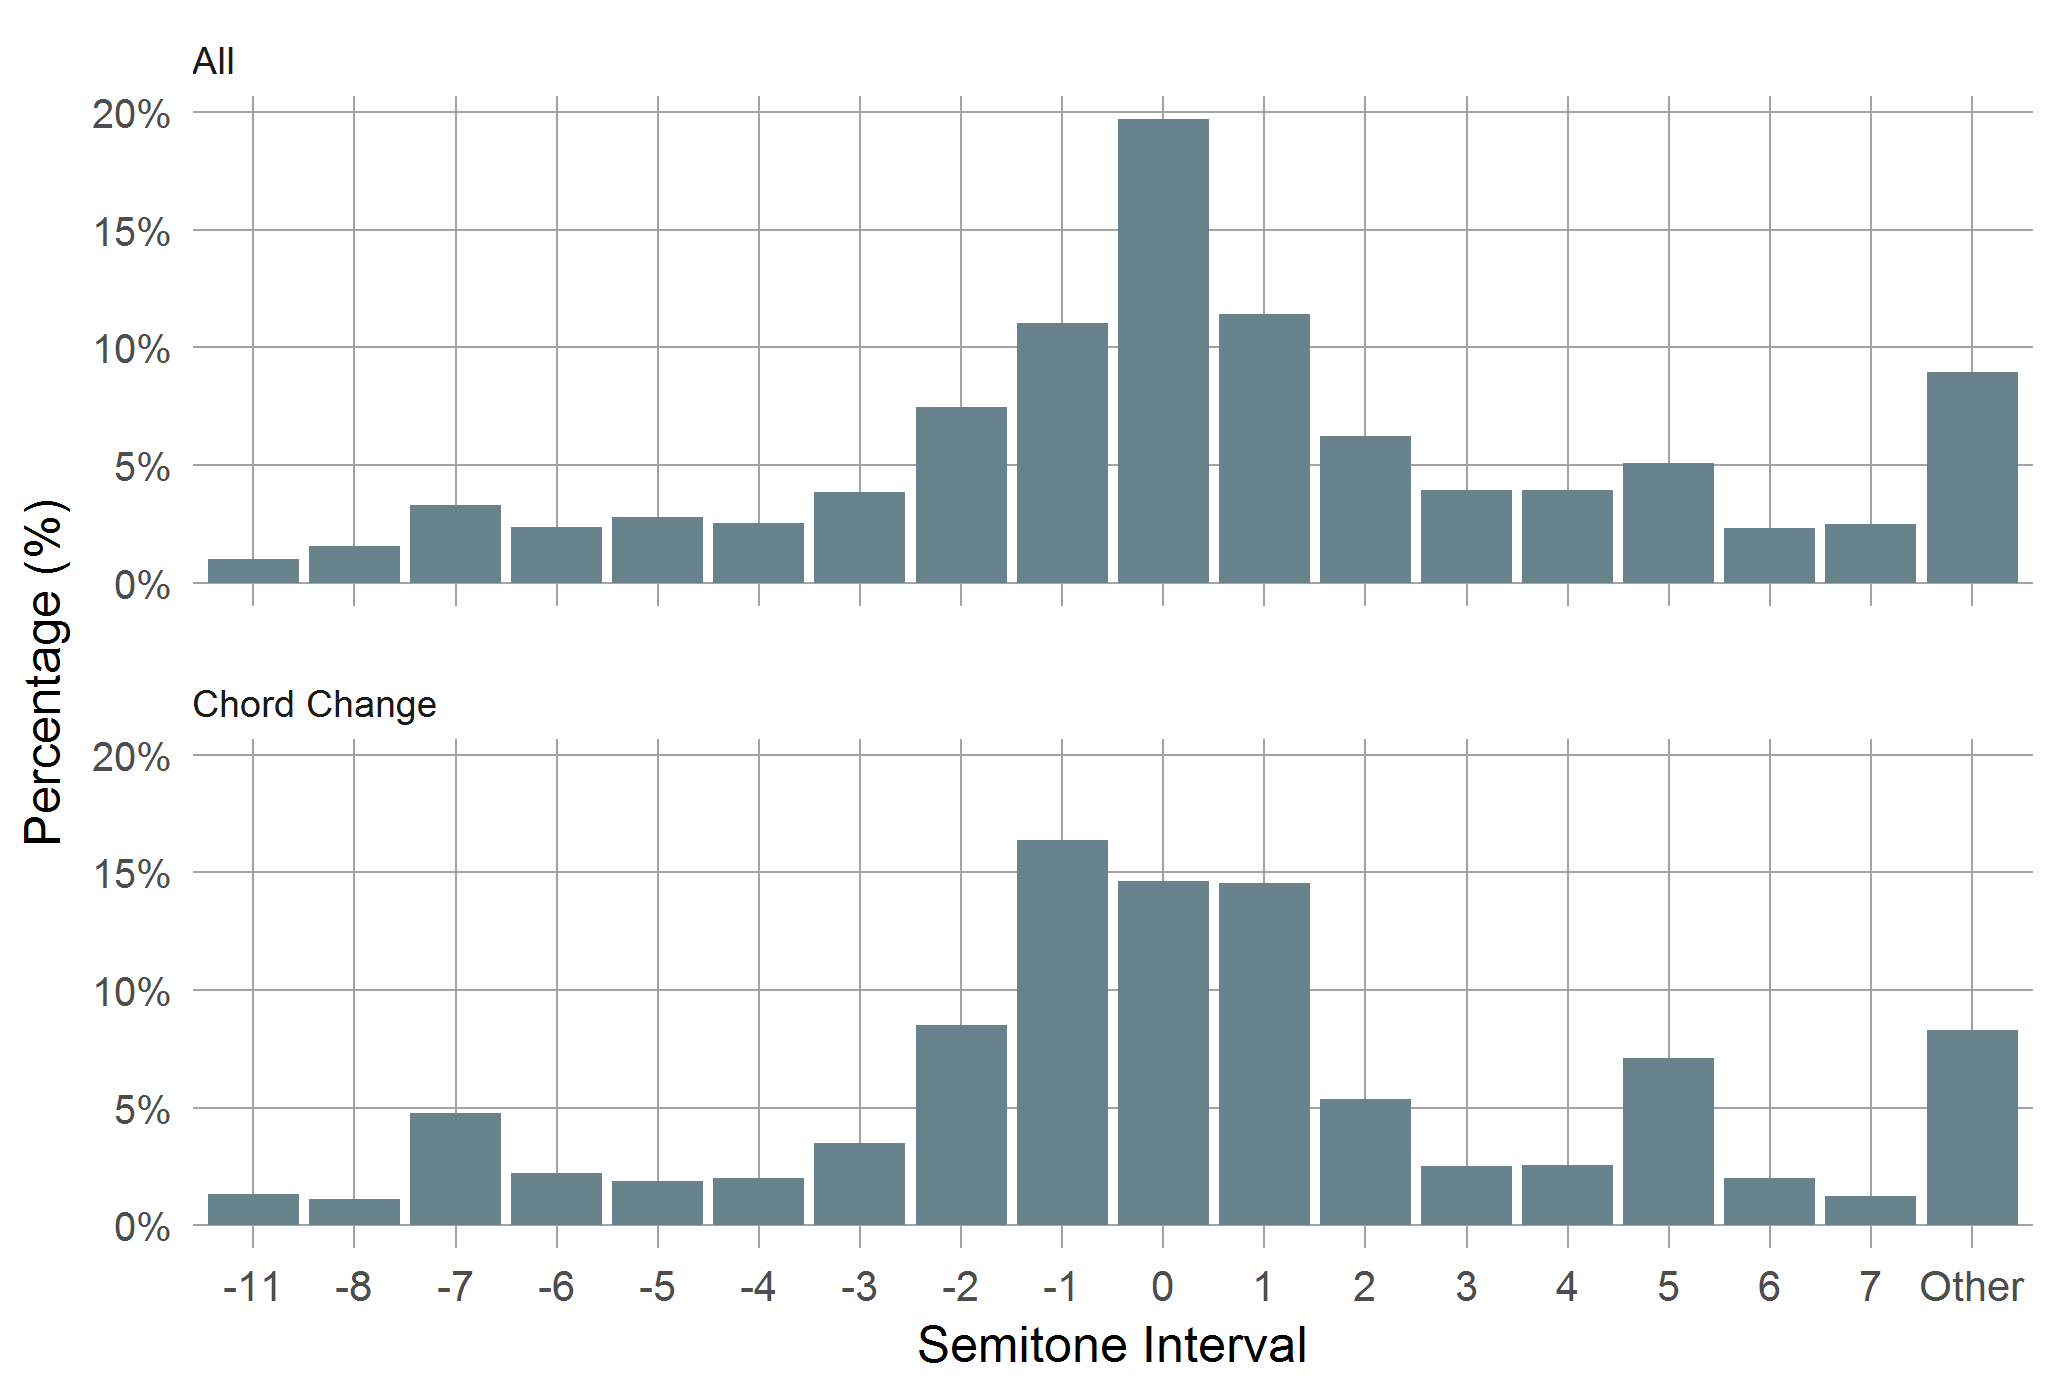 All
20%
15%
10%
5%
0%
Percentage (%)
Chord Change
20%
15%
10%
5%
0%
-11 -8 -7 -6 -5 -4 -3 -2 -1 0 1 2 3 4 5 6 7 Other
Semitone Interval